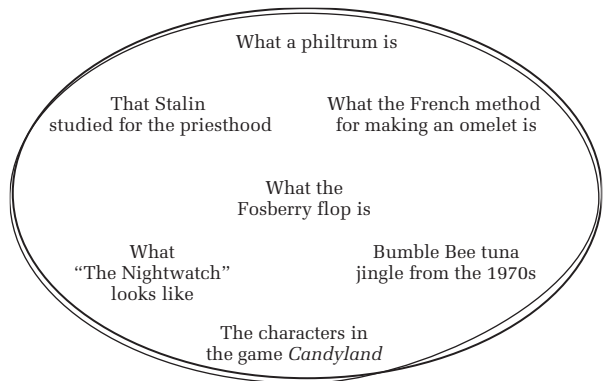 What a philtrum is
That Stalin
studied for the priesthood
What the French method
for making an omelet is
What the
Fosberry flop is
What
“The Nightwatch”
looks like
Bumble Bee tuna
jingle from the 1970s
The characters in
the game Candyland